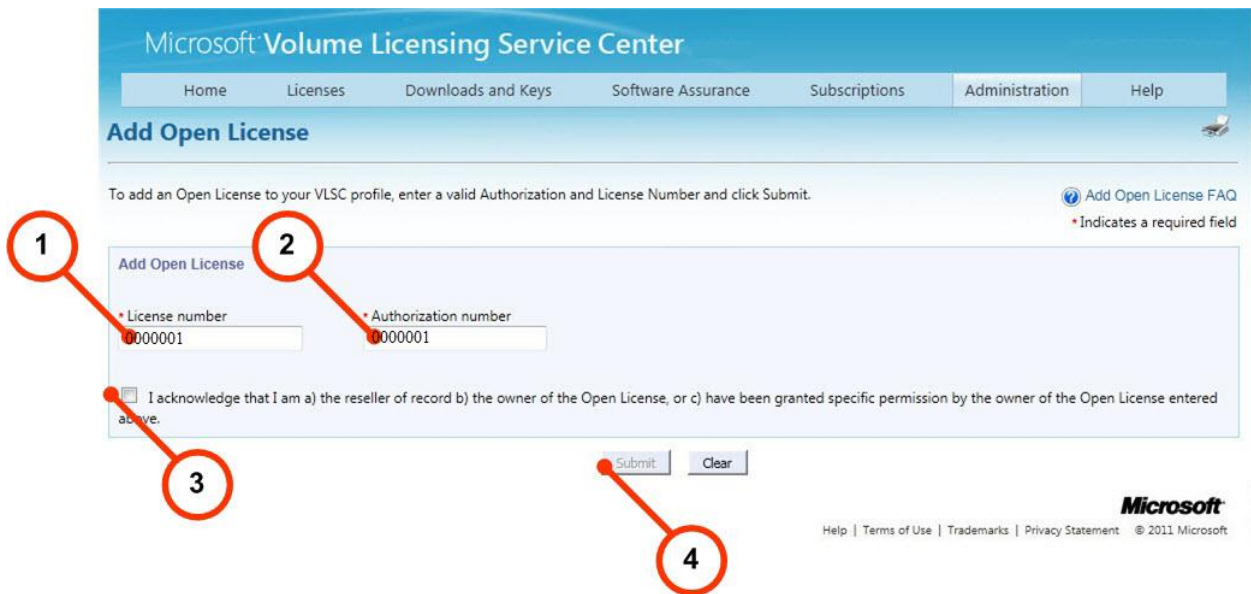 Microsoft Volume Licensing Service Center
Home Licenses Downloads and Keys Software Assurance Subscriptions Administration Help
Add Open License
To add an Open License to your VLSC profile, enter a valid Authorization and License Number and click Submit.
Add Open License FAQ
* Indicates a required field
1
2
Add Open License
* License number * Authorization number
0000001 0000001
I acknowledge that I am a) the reseller of record b) the owner of the Open License, or c) have been granted specific permission by the owner of the Open License entered
above.
3
Submit Clear
4
Microsoft
Help | Terms of Use | Trademarks | Privacy Statement © 2011 Microsoft